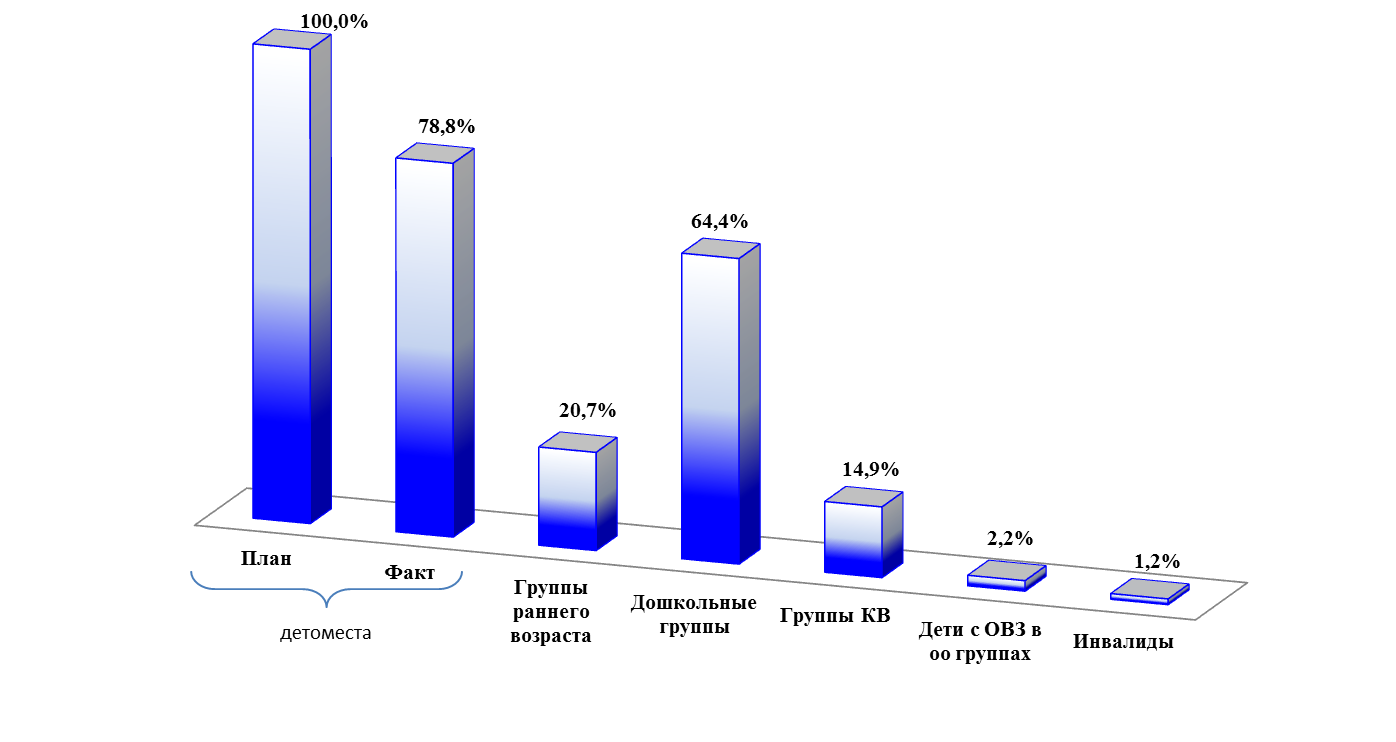 100,0%
78,8%
20,7%
64,4%
14,9%
2,2%
1,2%
План
Факт
детоместа
Группы
раннего
возраста
Дошкольные
группы
Группы КВ
Дети с ОВЗ в
оо группах
Инвалиды